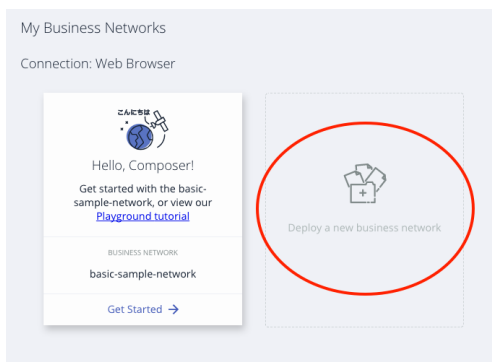 My Business Networks
Connection: Web Browser
こんにちは
Hello, Composer!
Get started with the basic-
sample-network, or view our
Playground tutorial
BUSINESS NETWORK
basic-sample-network
Get Started →
Deploy a new business network